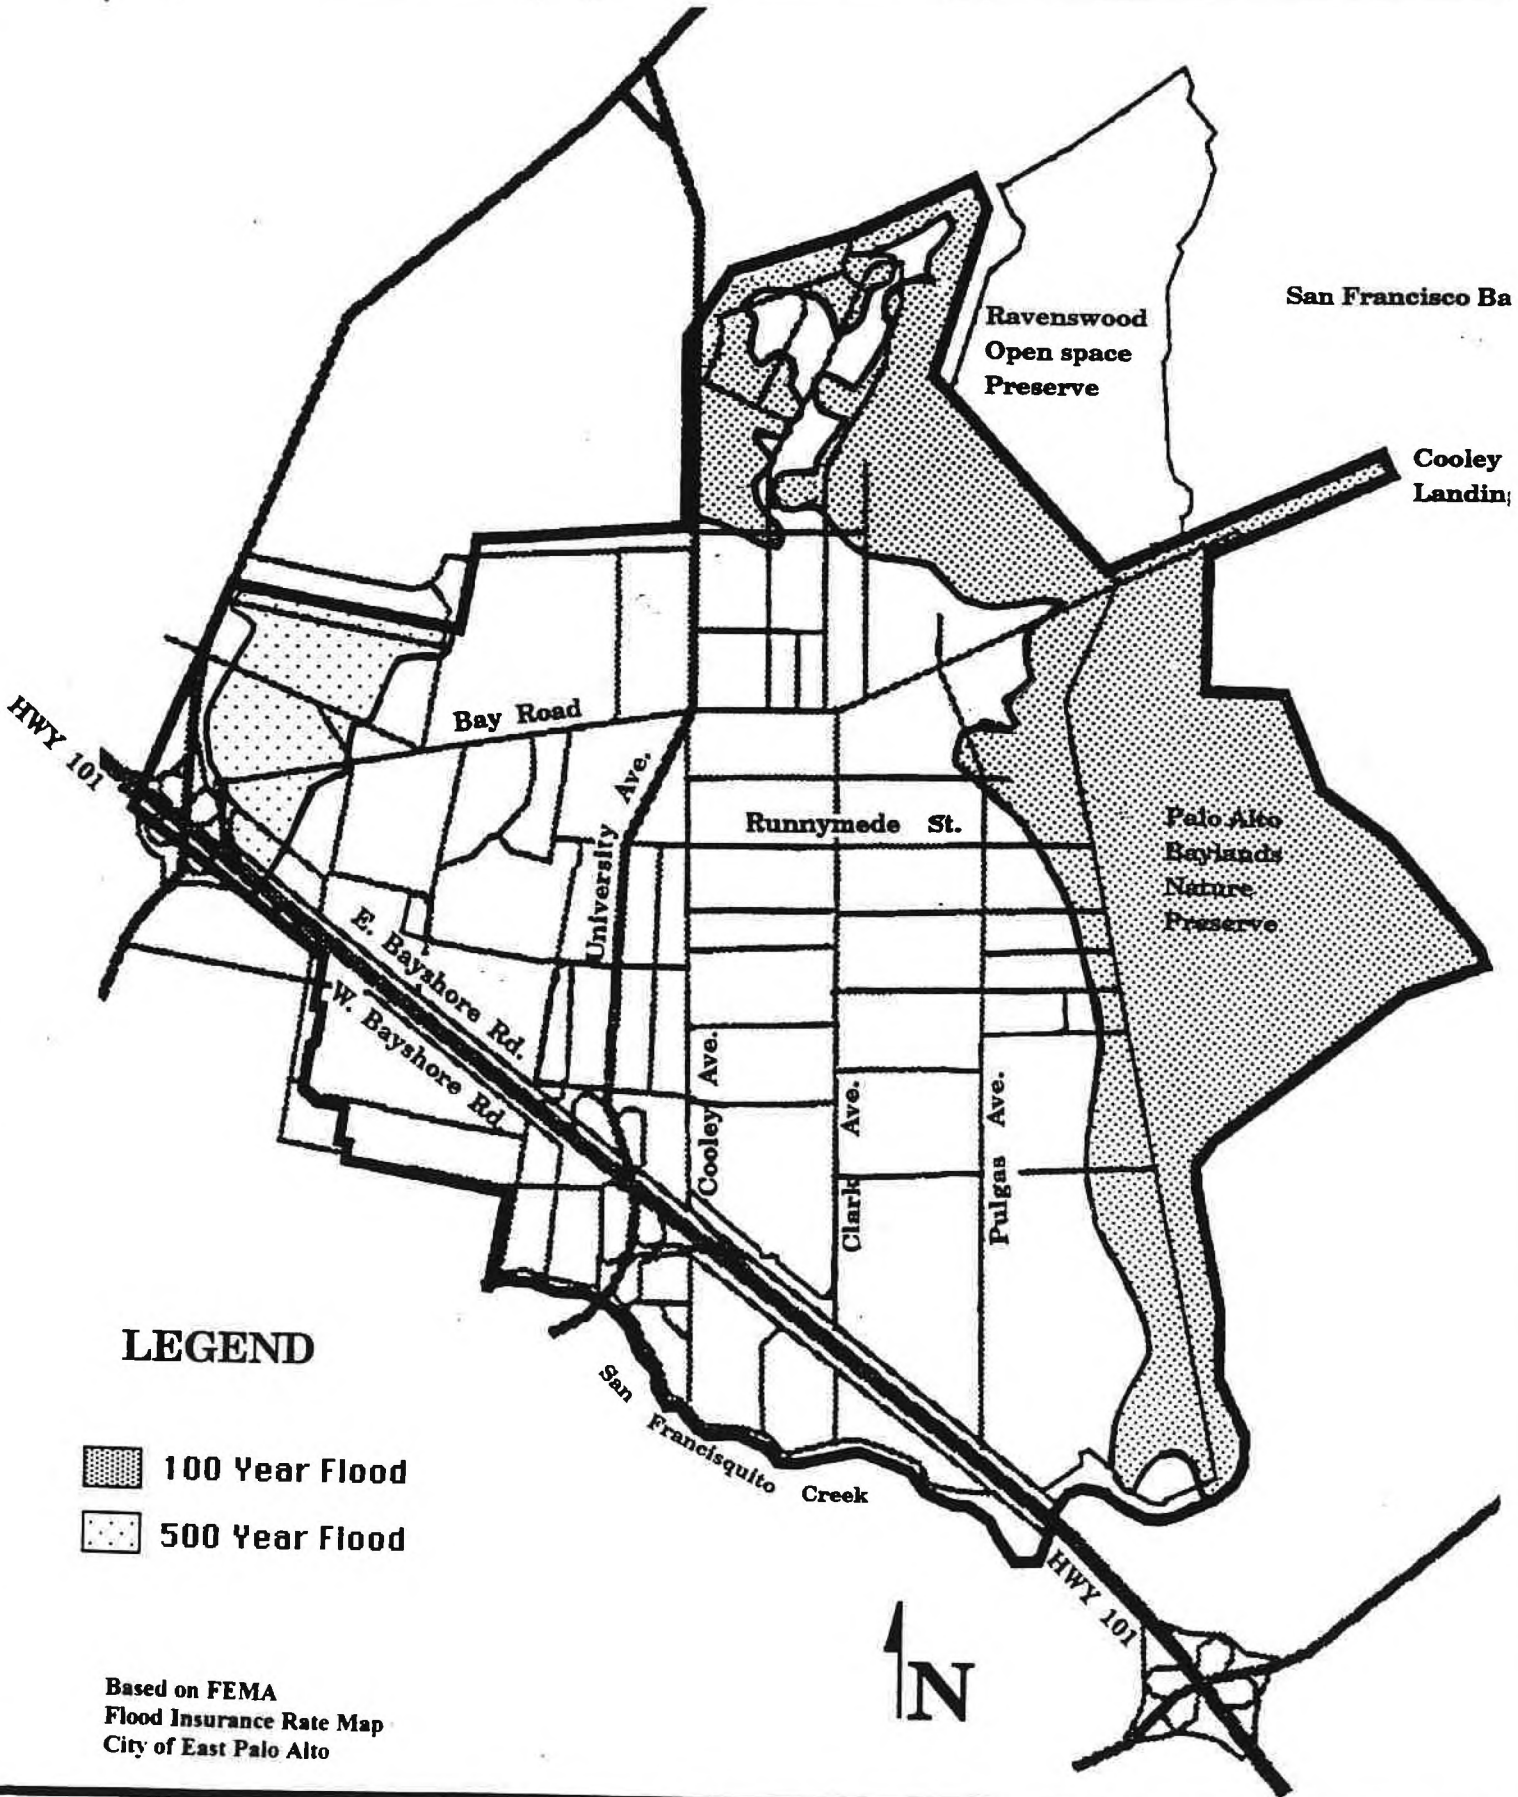 San Francisco Ba
Ravenswood
Open space
Preserve
Cooley
Landin
HWY 101
Bay Road
University Ave.
Runnymede St.
Palo Alto
Baylands
Nature
Preserve
E. Bayshore Rd.
W. Bayshore Rd.
Cooley Ave.
Clark Ave.
Pulgas Ave.
LEGEND
100 Year Flood
500 Year Flood
San Francisquito Creek
HWY 101
N
Based on FEMA
Flood Insurance Rate Map
City of East Palo Alto